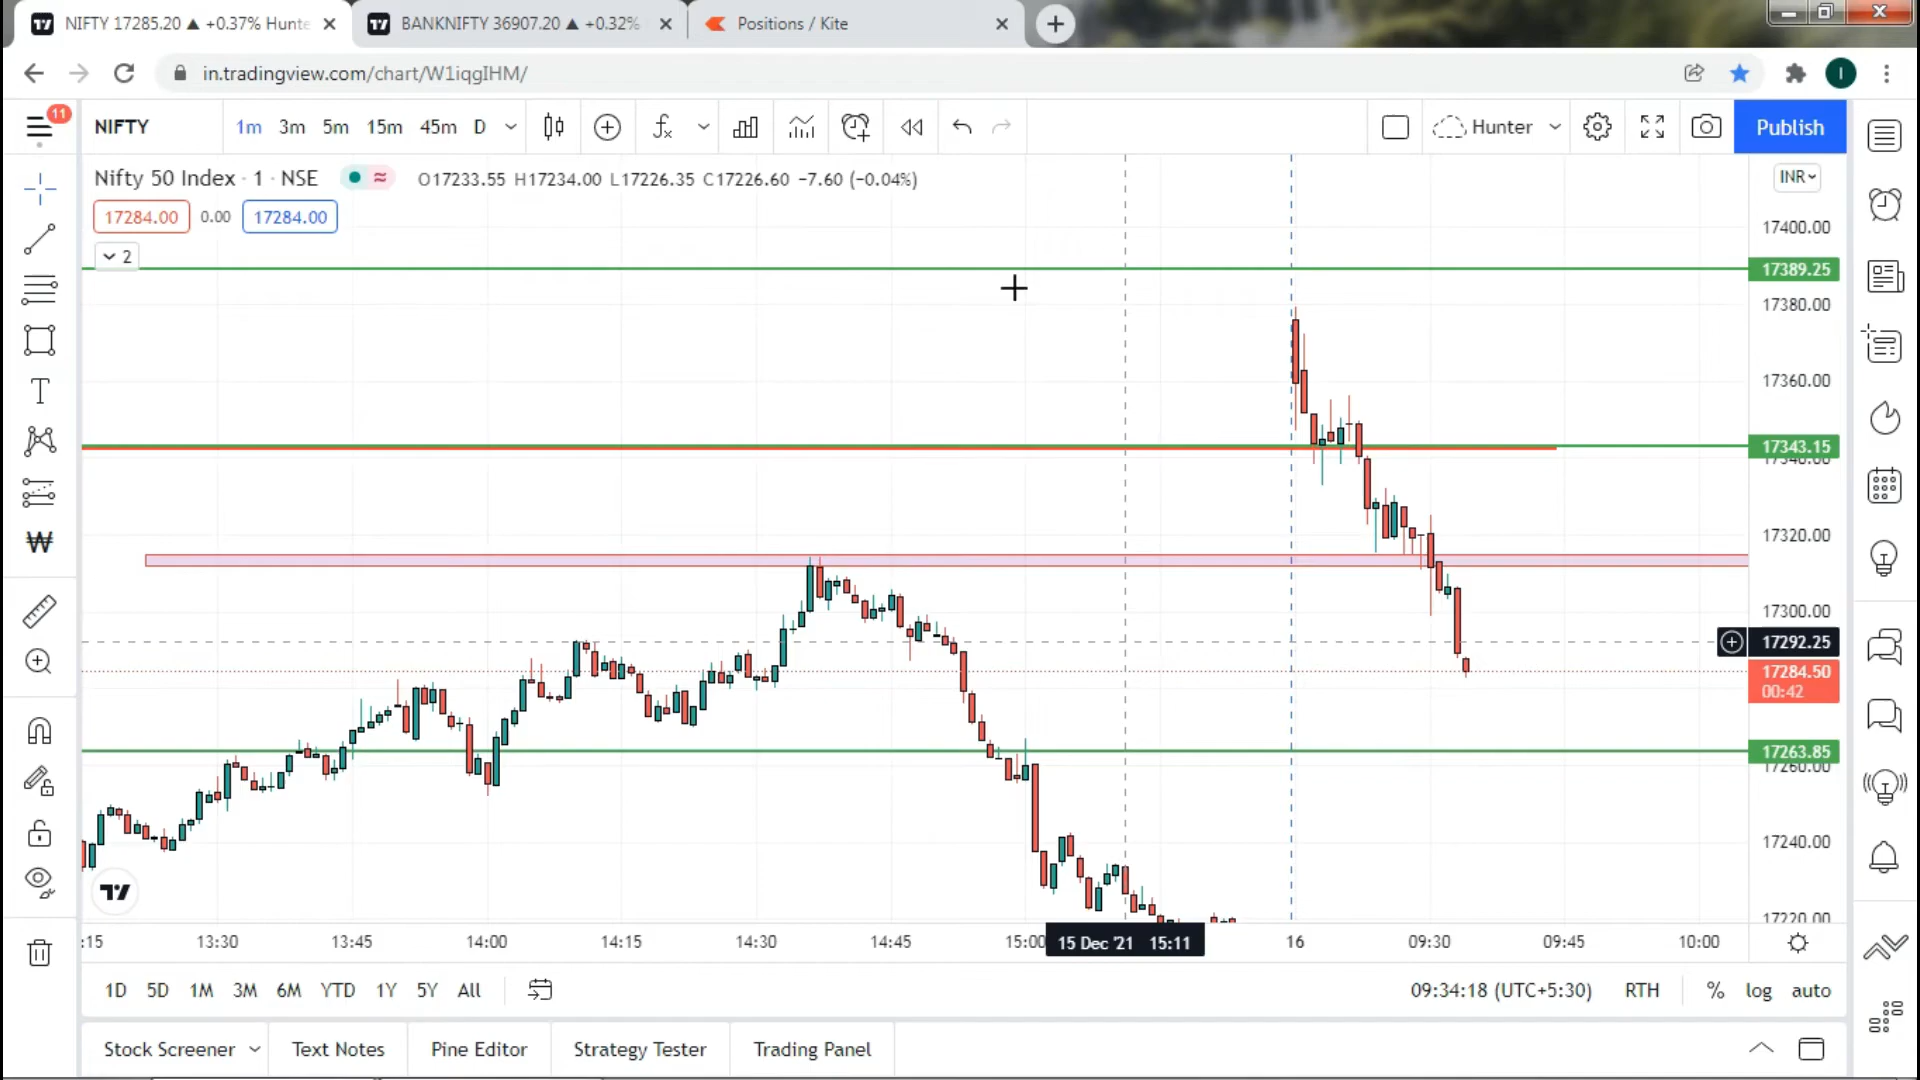 NIFTY 17285.20 ▲ +0.37% Hunte
BANKNIFTY 36907.20 ▲ +0.32%
Positions / Kite
in.tradingview.com/chart/W1iqgIHM/
I
11
NIFTY
1m 3m 5m 15m 45m D
Hunter
Publish
Nifty 50 Index · 1 · NSE
O17233.55 H17234.00 L17226.35 C17226.60 −7.60 (−0.04%)
INR
17284.00 0.00 17284.00
2
17400.00
17389.25
17380.00
17360.00
17343.15
17340.00
17320.00
17300.00
17292.25
17284.50
00:42
17263.85
17260.00
17240.00
17220.00
:15 13:30 13:45 14:00 14:15 14:30 14:45 15:00 15 Dec '21 15:11 16 09:30 09:45 10:00
1D 5D 1M 3M 6M YTD 1Y 5Y All
09:34:18 (UTC+5:30) RTH % log auto
Stock Screener Text Notes Pine Editor Strategy Tester Trading Panel